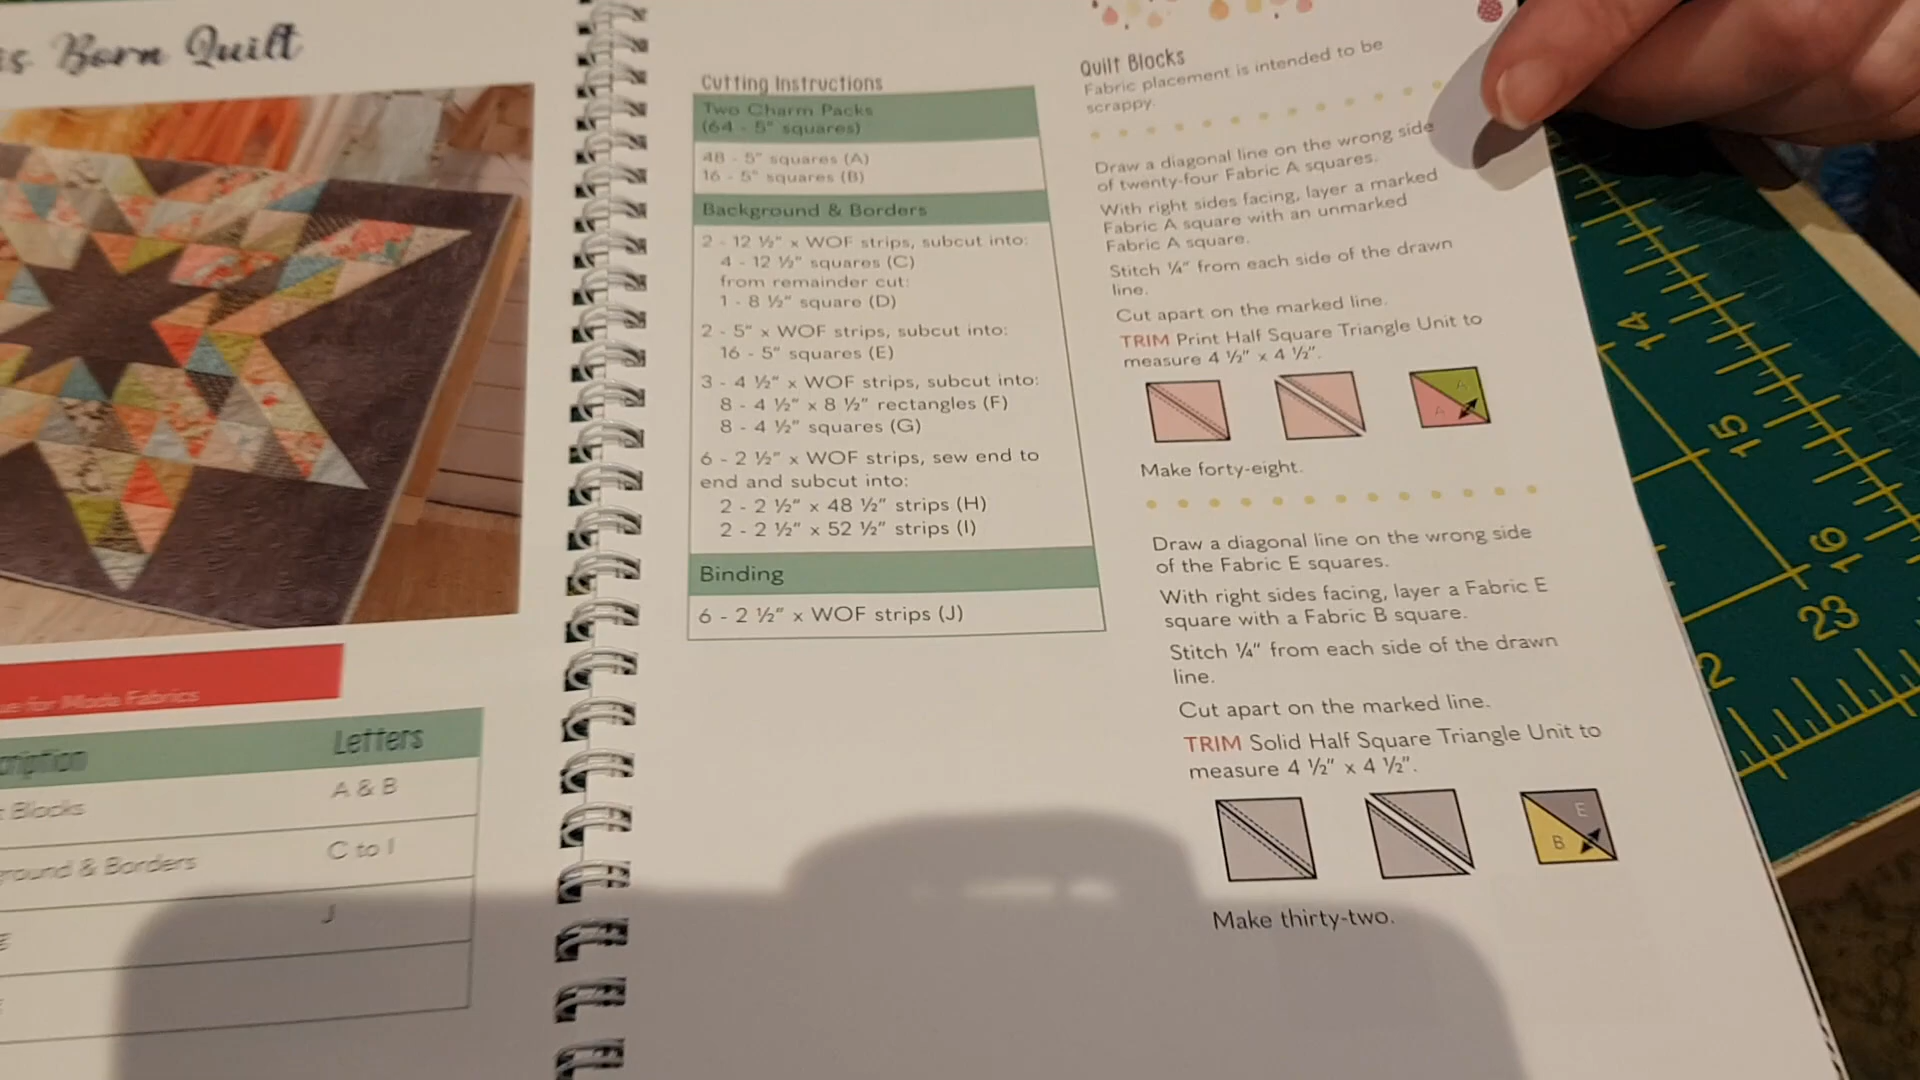 is Born Quilt
for Moda Fabrics
Letters
Blocks
A & B
& Borders
C to I
J
Cutting Instructions
Two Charm Packs
(64 - 5" squares)
48 - 5" squares (A)
16 - 5" squares (B)
Background & Borders
2 - 12 ½" x WOF strips, subcut into:
4 - 12 ½" squares (C)
from remainder cut:
1 - 8 ½" square (D)
2 - 5" x WOF strips, subcut into:
16 - 5" squares (E)
3 - 4 ½" x WOF strips, subcut into:
8 - 4 ½" x 8 ½" rectangles (F)
8 - 4 ½" squares (G)
6 - 2 ½" x WOF strips, sew end to
end and subcut into:
2 - 2 ½" x 48 ½" strips (H)
2 - 2 ½" x 52 ½" strips (I)
Binding
6 - 2 ½" x WOF strips (J)
Quilt Blocks
Fabric placement is intended to be
scrappy.
Draw a diagonal line on the wrong side
of twenty-four Fabric A squares.
With right sides facing, layer a marked
Fabric A square with an unmarked
Fabric A square.
Stitch ¼" from each side of the drawn
line.
Cut apart on the marked line.
TRIM Print Half Square Triangle Unit to
measure 4 ½" x 4 ½".
A
A
Make forty-eight.
Draw a diagonal line on the wrong side
of the Fabric E squares.
With right sides facing, layer a Fabric E
square with a Fabric B square.
Stitch ¼" from each side of the drawn
line.
Cut apart on the marked line.
TRIM Solid Half Square Triangle Unit to
measure 4 ½" x 4 ½".
E
B
Make thirty-two.
14
15
16
23
2